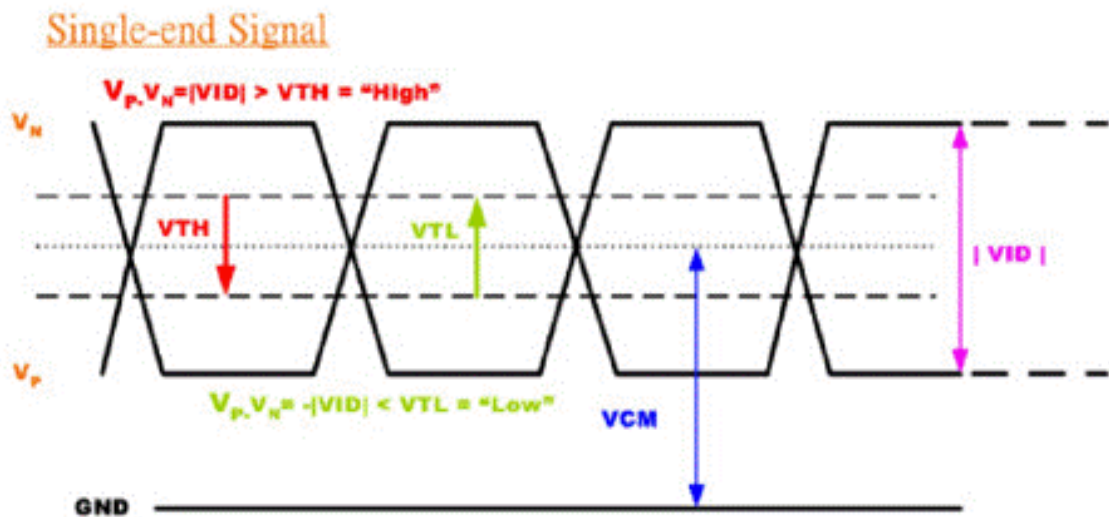 Single-end Signal
VP-VN=|VID| > VTH = “High”
VN
VTH
VTL
| VID |
VP
VP-VN= -|VID| < VTL = “Low”
VCM
GND